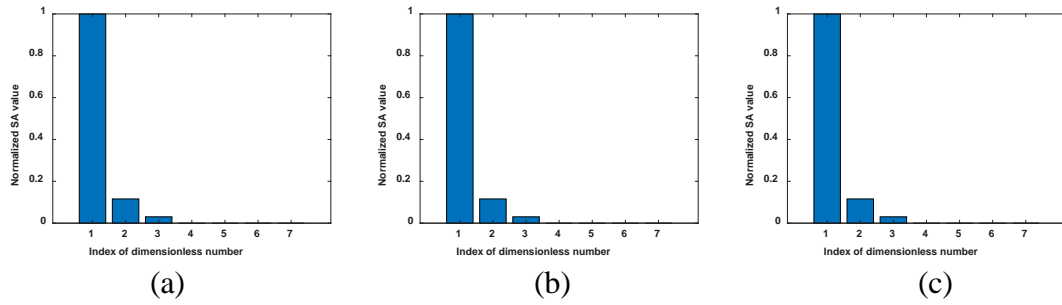 1
0.8
0.6
0.4
0.2
0
Normalized SA value
1 2 3 4 5 6 7
Index of dimensionless number
(a)
1
0.8
0.6
0.4
0.2
0
Normalized SA value
1 2 3 4 5 6 7
Index of dimensionless number
(b)
1
0.8
0.6
0.4
0.2
0
Normalized SA value
1 2 3 4 5 6 7
Index of dimensionless number
(c)